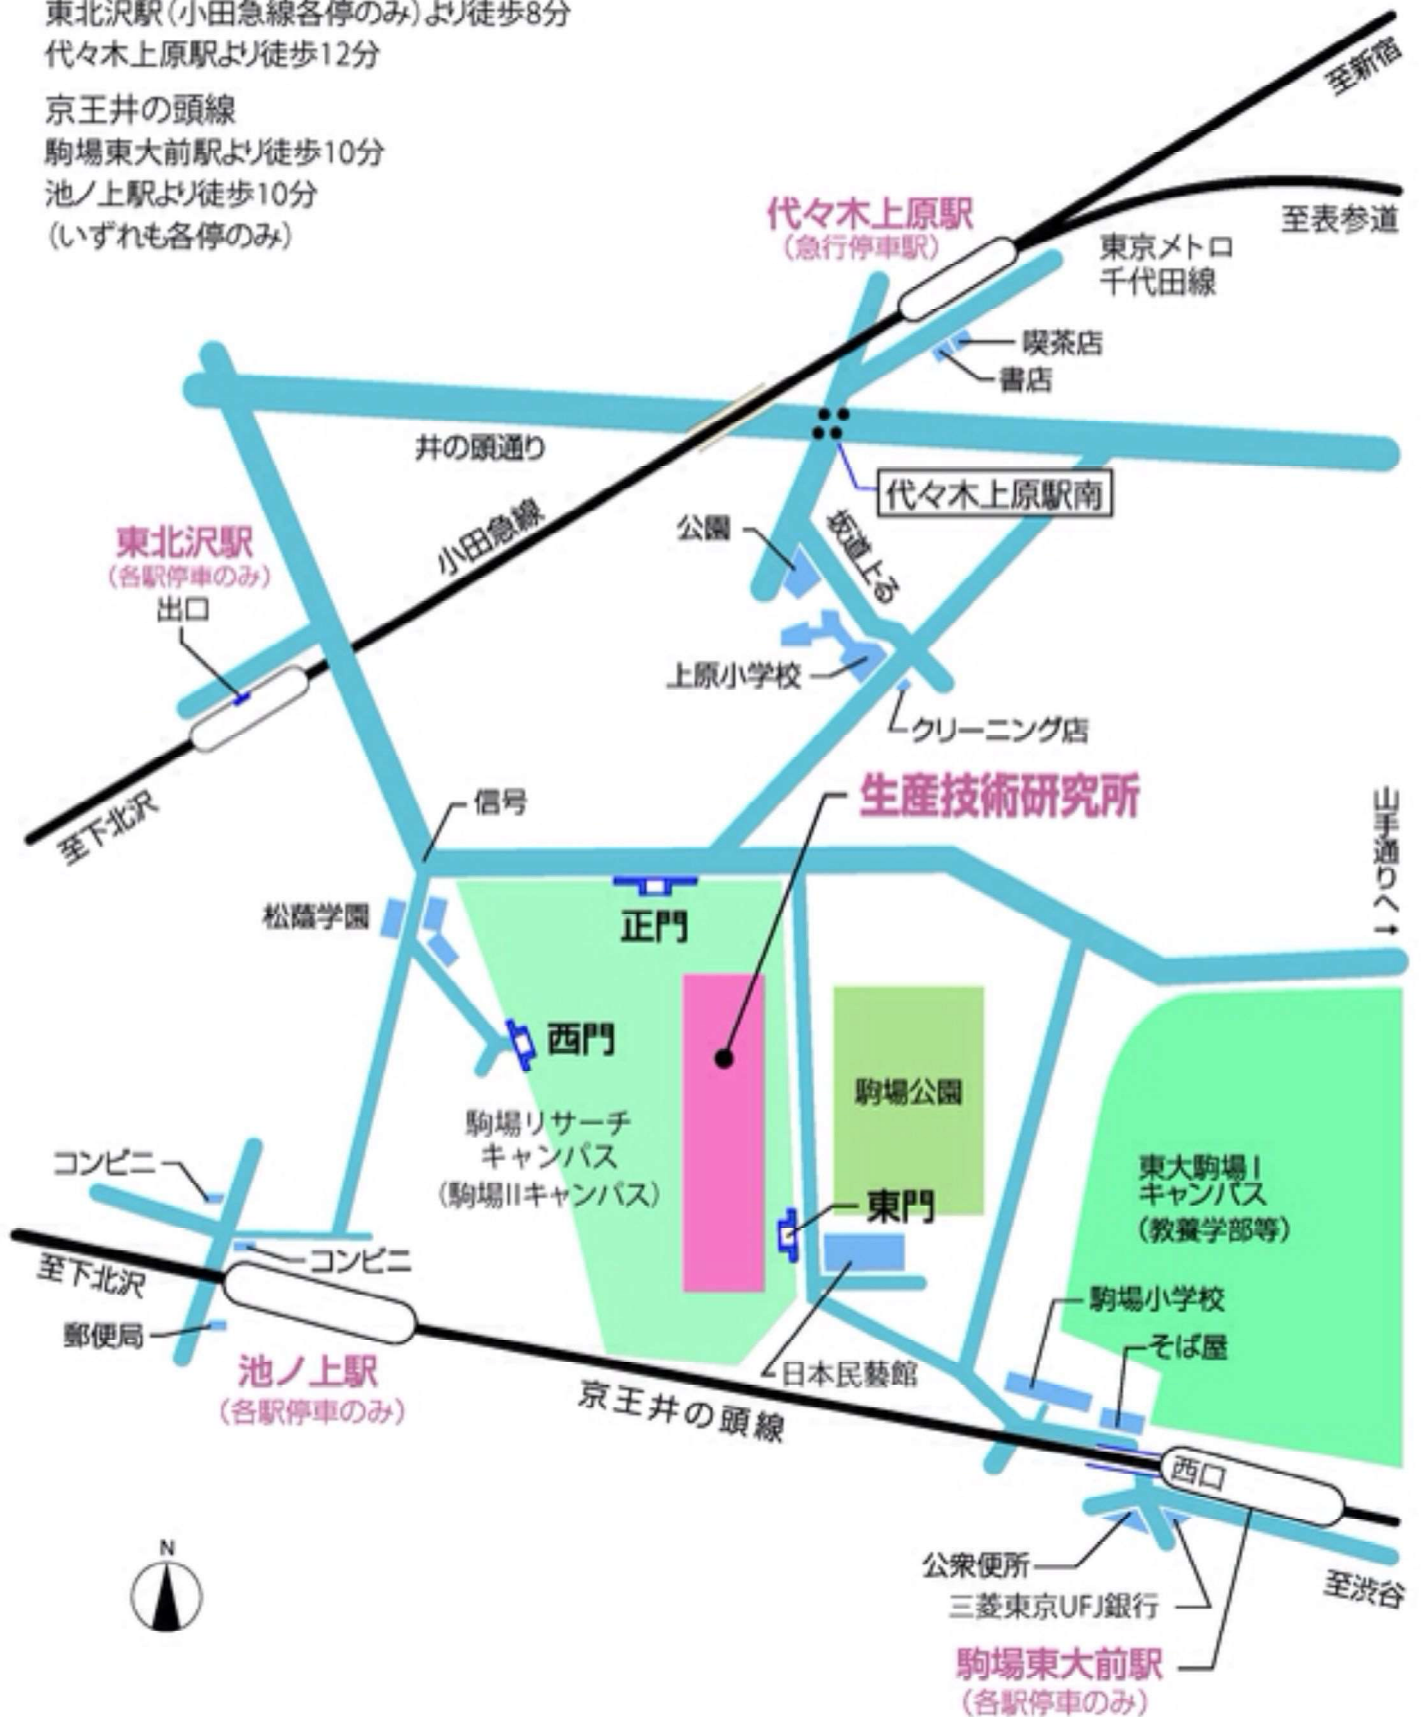 東北沢駅(小田急線各停のみ)より徒歩8分
代々木上原駅より徒歩12分
京王井の頭線
駒場東大前駅より徒歩10分
池ノ上駅より徒歩10分
(いずれも各停のみ)
至新宿
至表参道
代々木上原駅
(急行停車駅)
東京メトロ
千代田線
喫茶店
書店
井の頭通り
代々木上原駅南
小田急線
公園
坂道上る
東北沢駅
(各駅停車のみ)
出口
上原小学校
クリーニング店
至下北沢
信号
生産技術研究所
山手通りへ→
松蔭学園
正門
西門
駒場公園
駒場リサーチ
キャンパス
(駒場IIキャンパス)
東門
東大駒場I
キャンパス
(教養学部等)
コンビニ
コンビニ
至下北沢
郵便局
池ノ上駅
(各駅停車のみ)
駒場小学校
そば屋
日本民藝館
京王井の頭線
西口
公衆便所
三菱東京UFJ銀行
至渋谷
駒場東大前駅
(各駅停車のみ)
N